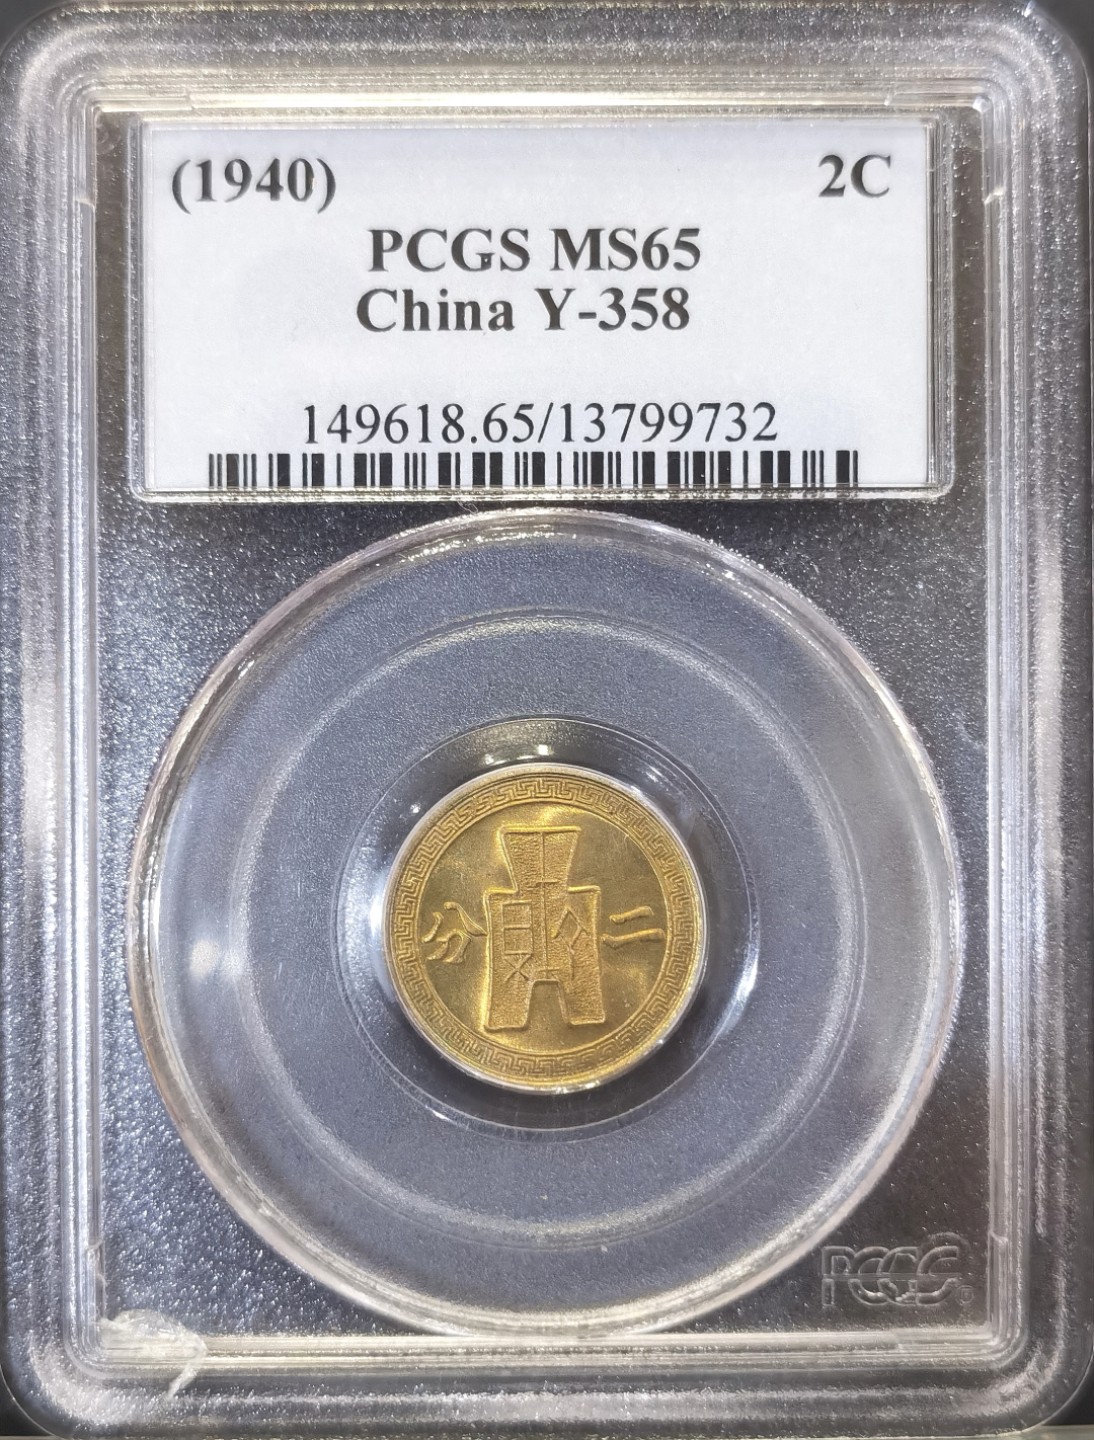 (1940) 2C
PCGS MS65
China Y-358
149618.65/13799732
分 二
PCGS